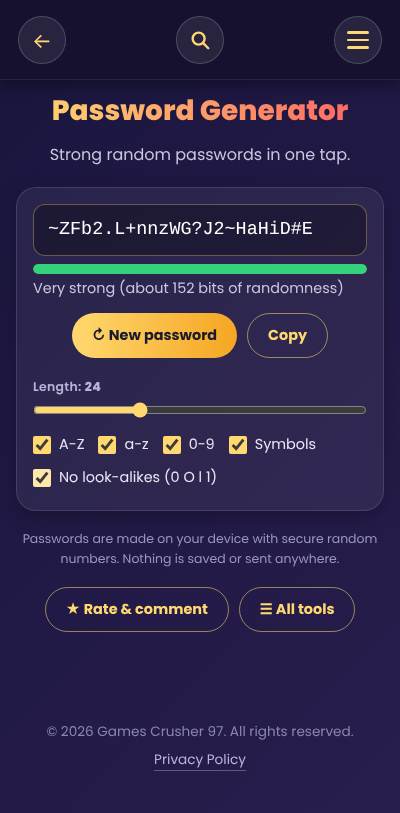 Password Generator
Strong random passwords in one tap.
~ZFb2.L+nnzWG?J2~HaHiD#E
Very strong (about 152 bits of randomness)
↻ New password
Copy
Length: 24
A-Z
a-z
0-9
Symbols
No look-alikes (0 O l 1)
Passwords are made on your device with secure random
numbers. Nothing is saved or sent anywhere.
★ Rate & comment
☰ All tools
© 2026 Games Crusher 97. All rights reserved.
Privacy Policy